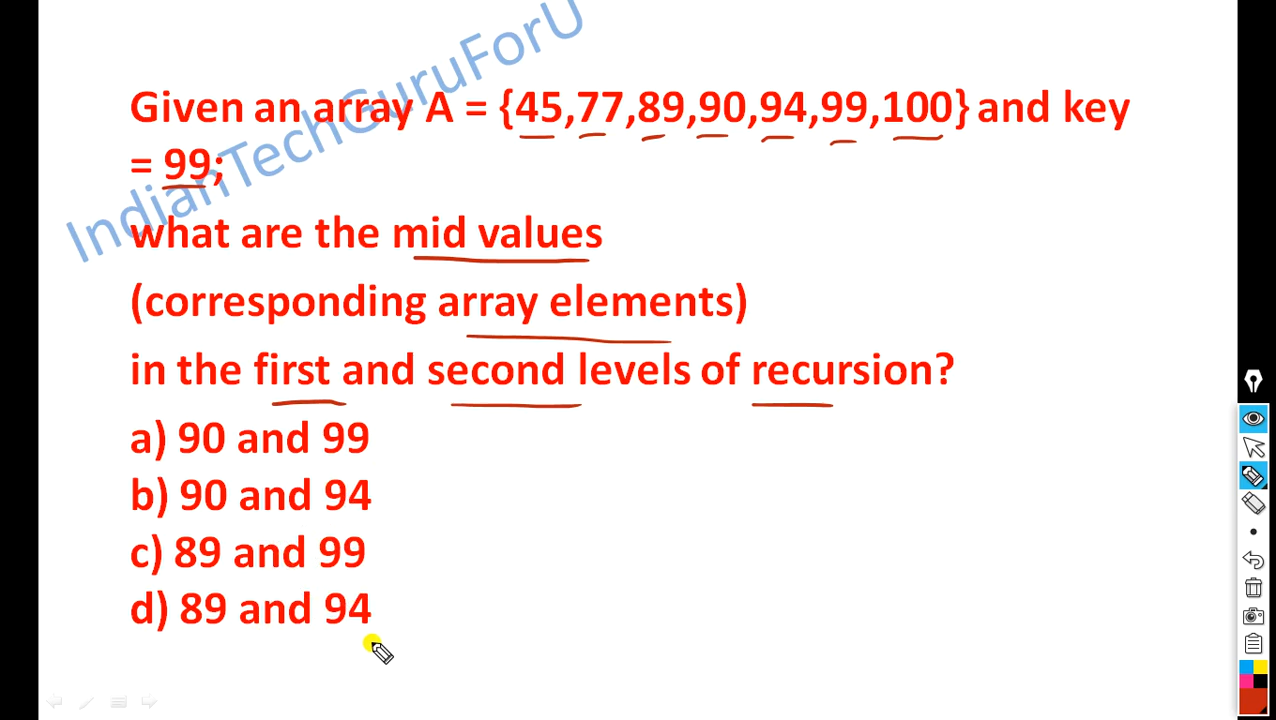 IndianTechGuruForU
Given an array A = {45,77,89,90,94,99,100} and key
= 99;
what are the mid values
(corresponding array elements)
in the first and second levels of recursion?
a) 90 and 99
b) 90 and 94
c) 89 and 99
d) 89 and 94